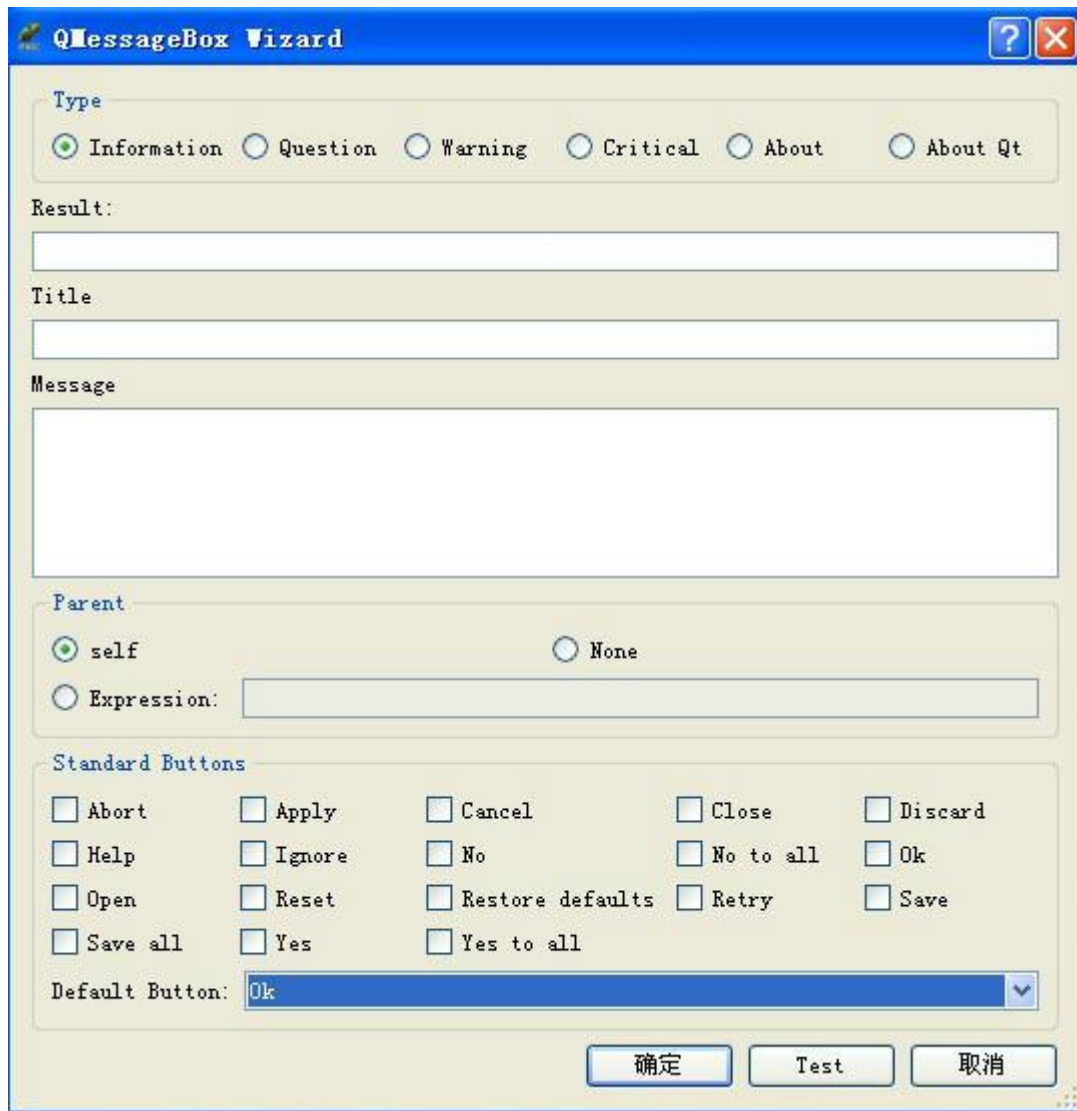 QMessageBox Wizard
Type
Information Question Warning Critical About About Qt
Result:
Title
Message
Parent
self None
Expression:
Standard Buttons
Abort Apply Cancel Close Discard
Help Ignore No No to all Ok
Open Reset Restore defaults Retry Save
Save all Yes Yes to all
Default Button: Ok
确定 Test 取消